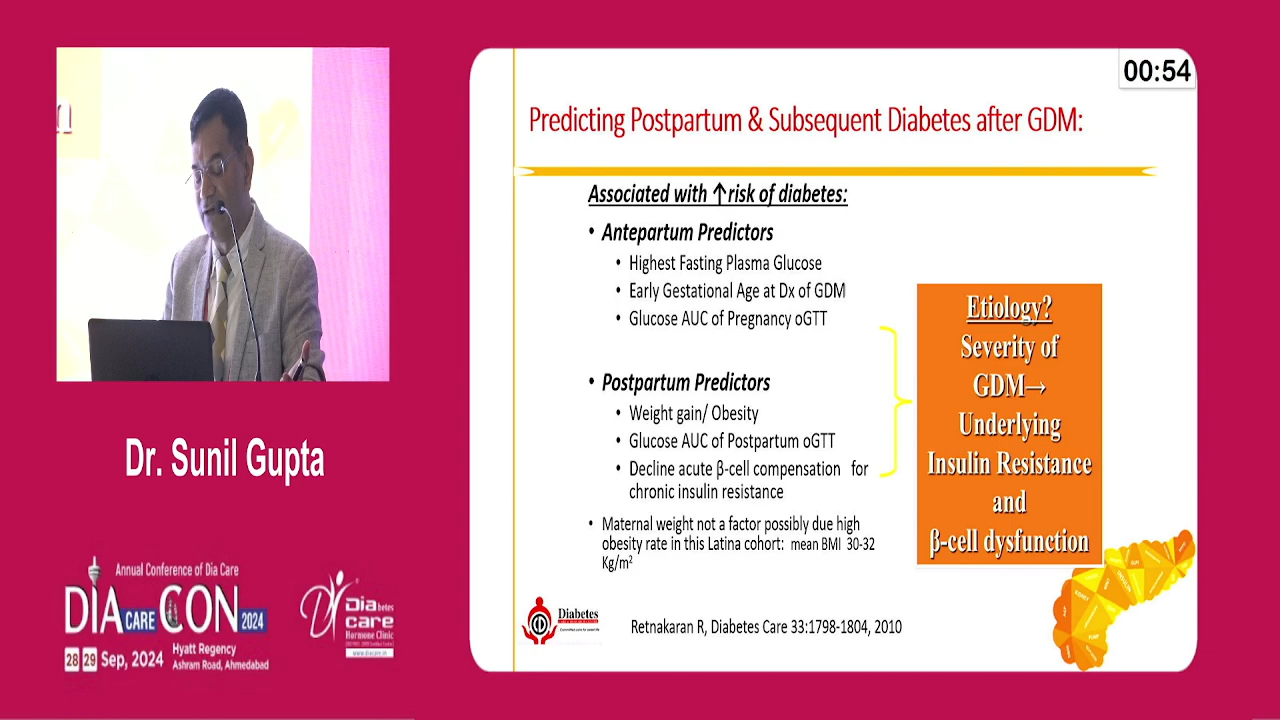 n
00:54
Predicting Postpartum & Subsequent Diabetes after GDM:
Associated with ↑risk of diabetes:
• Antepartum Predictors
• Highest Fasting Plasma Glucose
• Early Gestational Age at Dx of GDM
• Glucose AUC of Pregnancy oGTT
• Postpartum Predictors
• Weight gain/ Obesity
• Glucose AUC of Postpartum oGTT
• Decline acute β-cell compensation for
chronic insulin resistance
• Maternal weight not a factor possibly due high
obesity rate in this Latina cohort: mean BMI 30-32
Kg/m²
Etiology?
Severity of
GDM→
Underlying
Insulin Resistance
and
β-cell dysfunction
Diabetes
Retnakaran R, Diabetes Care 33:1798-1804, 2010
Dr. Sunil Gupta
Annual Conference of Dia Care
DIA CARE CON 2024
28 29 Sep, 2024
Hyatt Regency
Ashram Road, Ahmedabad
Diabetes
care
Hormone Clinic
www.diacare.in